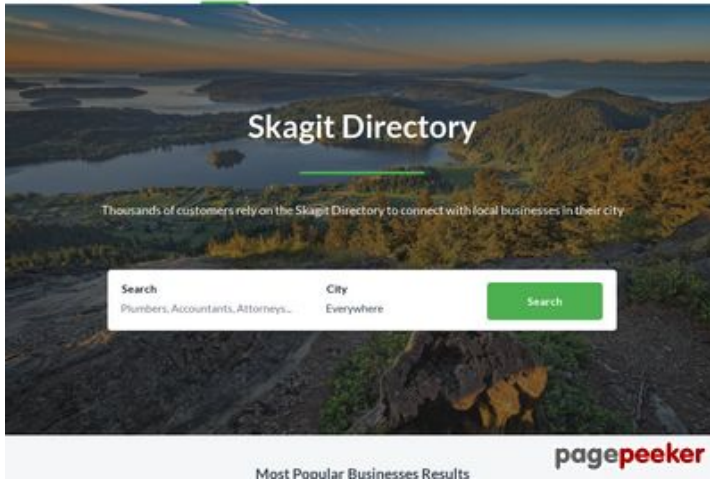 Skagit Directory
Thousands of customers rely on the Skagit Directory to connect with local businesses in their city
Search
City
Plumbers, Accountants, Attorneys...
Everywhere
Search
Most Popular Businesses Results
pagepeeker